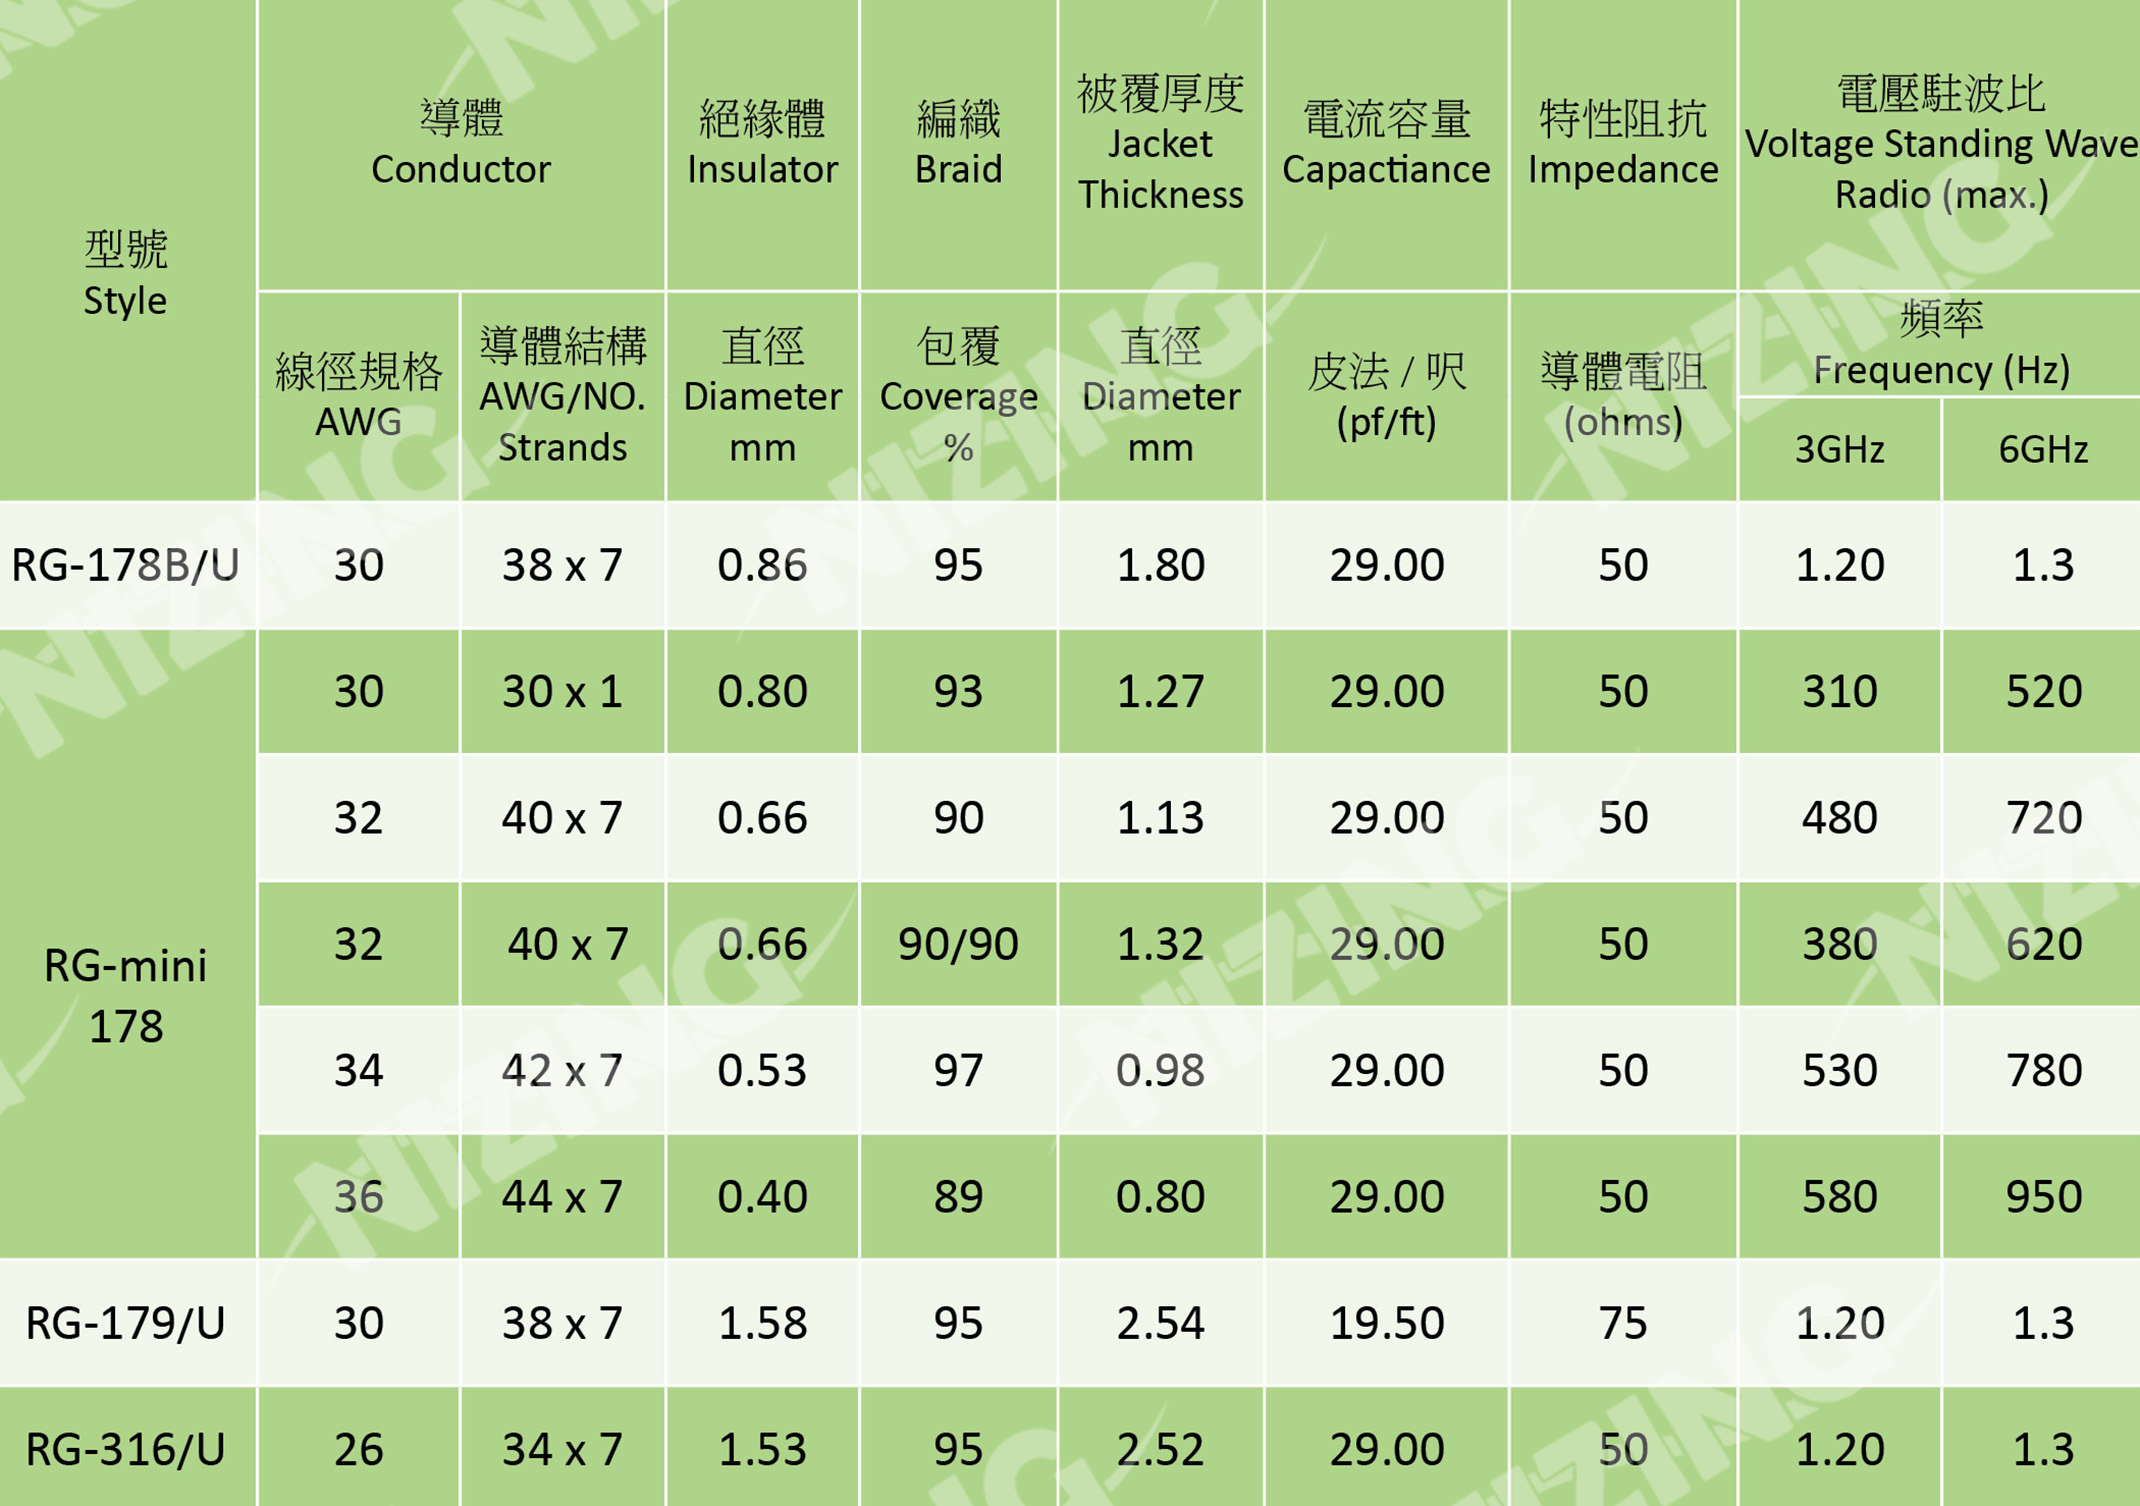 型號
Style
導體
Conductor
絕緣體
Insulator
編織
Braid
被覆厚度
Jacket
Thickness
電流容量
Capactiance
特性阻抗
Impedance
電壓駐波比
Voltage Standing Wave
Radio (max.)
線徑規格
AWG
導體結構
AWG/NO.
Strands
直徑
Diameter
mm
包覆
Coverage
%
直徑
Diameter
mm
皮法 / 呎
(pf/ft)
導體電阻
(ohms)
頻率
Frequency (Hz)
3GHz 6GHz
RG-178B/U 30 38 x 7 0.86 95 1.80 29.00 50 1.20 1.3
RG-mini
178
30 30 x 1 0.80 93 1.27 29.00 50 310 520
32 40 x 7 0.66 90 1.13 29.00 50 480 720
32 40 x 7 0.66 90/90 1.32 29.00 50 380 620
34 42 x 7 0.53 97 0.98 29.00 50 530 780
36 44 x 7 0.40 89 0.80 29.00 50 580 950
RG-179/U 30 38 x 7 1.58 95 2.54 19.50 75 1.20 1.3
RG-316/U 26 34 x 7 1.53 95 2.52 29.00 50 1.20 1.3
NIZING